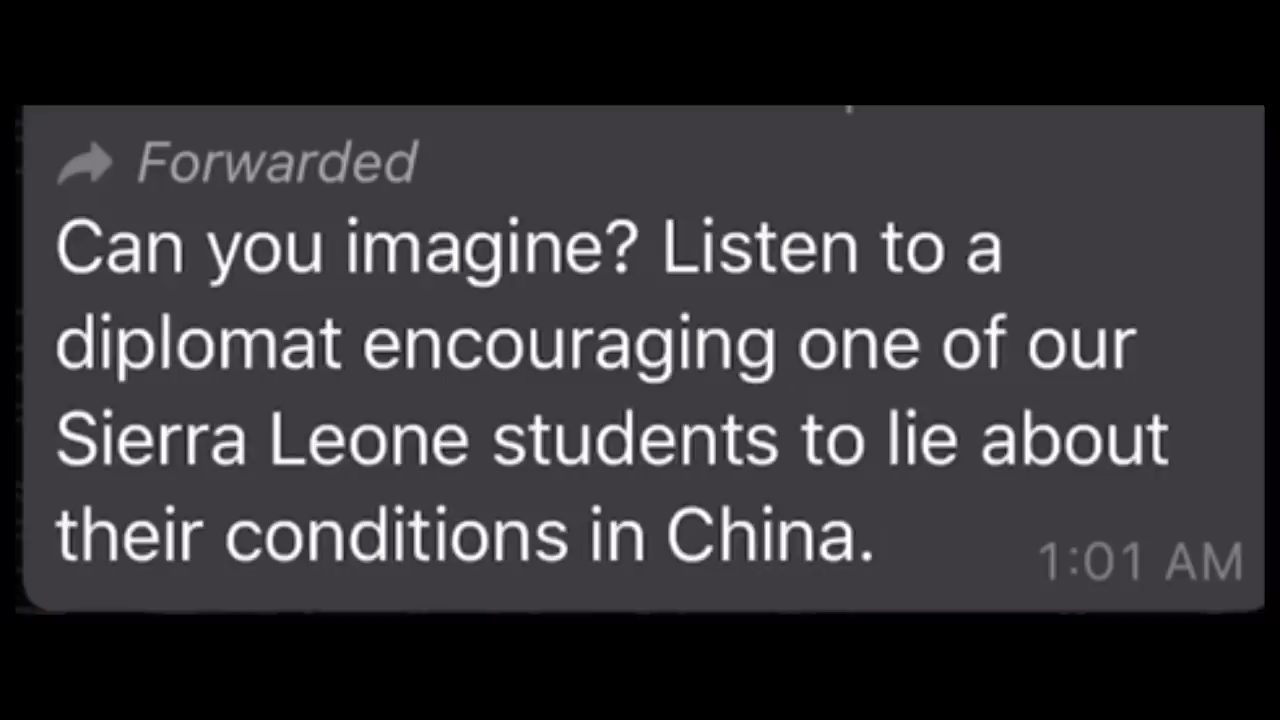 Forwarded
Can you imagine? Listen to a
diplomat encouraging one of our
Sierra Leone students to lie about
their conditions in China.
1:01 AM